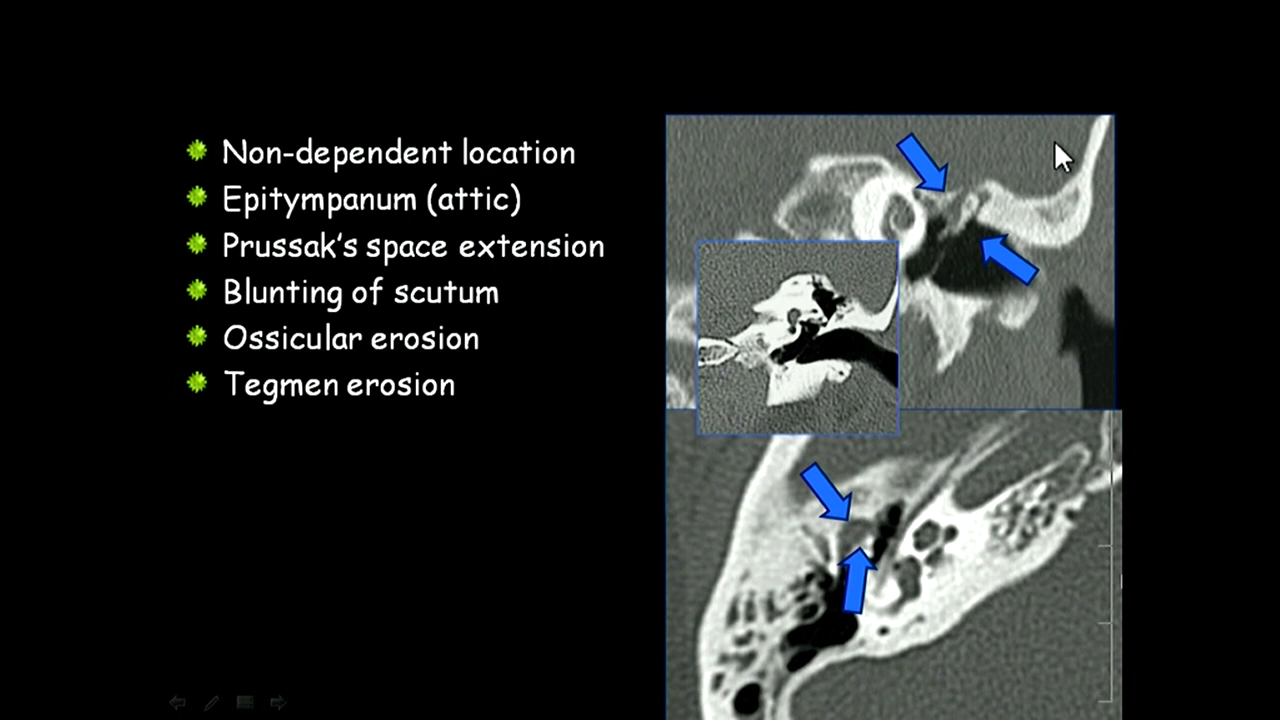 Non-dependent location
Epitympanum (attic)
Prussak's space extension
Blunting of scutum
Ossicular erosion
Tegmen erosion